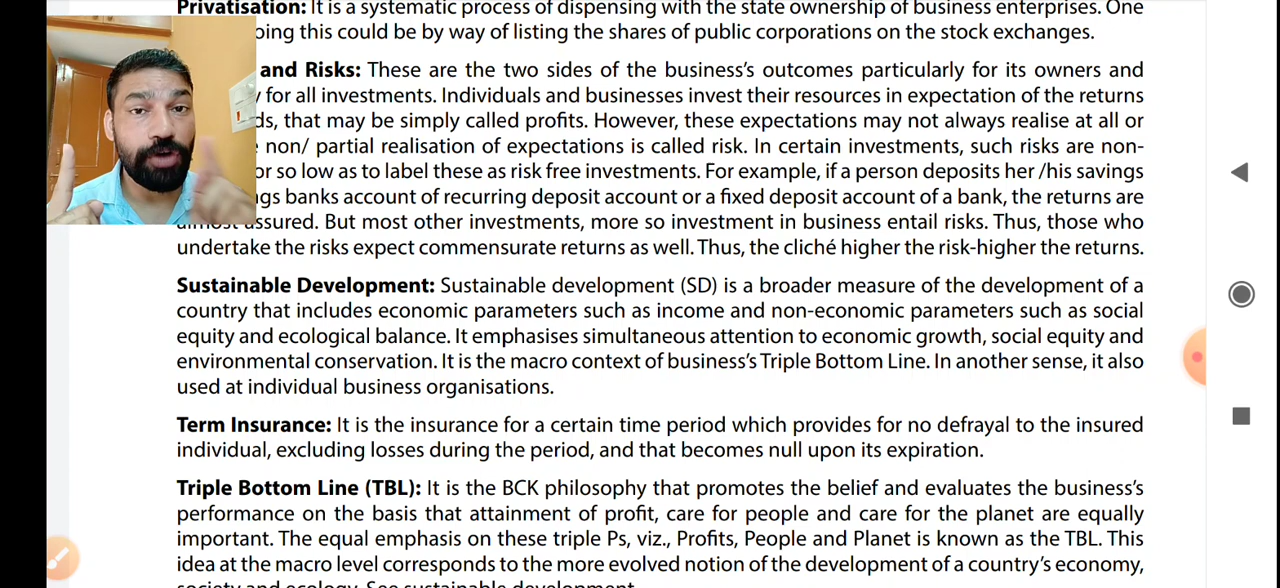 Privatisation: It is a systematic process of dispensing with the state ownership of business enterprises. One
oing this could be by way of listing the shares of public corporations on the stock exchanges.
and Risks: These are the two sides of the business's outcomes particularly for its owners and
y for all investments. Individuals and businesses invest their resources in expectation of the returns
ds, that may be simply called profits. However, these expectations may not always realise at all or
non/ partial realisation of expectations is called risk. In certain investments, such risks are non-
or so low as to label these as risk free investments. For example, if a person deposits her /his savings
gs banks account of recurring deposit account or a fixed deposit account of a bank, the returns are
almost assured. But most other investments, more so investment in business entail risks. Thus, those who
undertake the risks expect commensurate returns as well. Thus, the cliché higher the risk-higher the returns.
Sustainable Development: Sustainable development (SD) is a broader measure of the development of a
country that includes economic parameters such as income and non-economic parameters such as social
equity and ecological balance. It emphasises simultaneous attention to economic growth, social equity and
environmental conservation. It is the macro context of business's Triple Bottom Line. In another sense, it also
used at individual business organisations.
Term Insurance: It is the insurance for a certain time period which provides for no defrayal to the insured
individual, excluding losses during the period, and that becomes null upon its expiration.
Triple Bottom Line (TBL): It is the BCK philosophy that promotes the belief and evaluates the business's
performance on the basis that attainment of profit, care for people and care for the planet are equally
important. The equal emphasis on these triple Ps, viz., Profits, People and Planet is known as the TBL. This
idea at the macro level corresponds to the more evolved notion of the development of a country's economy,
society and ecology. See sustainable development.